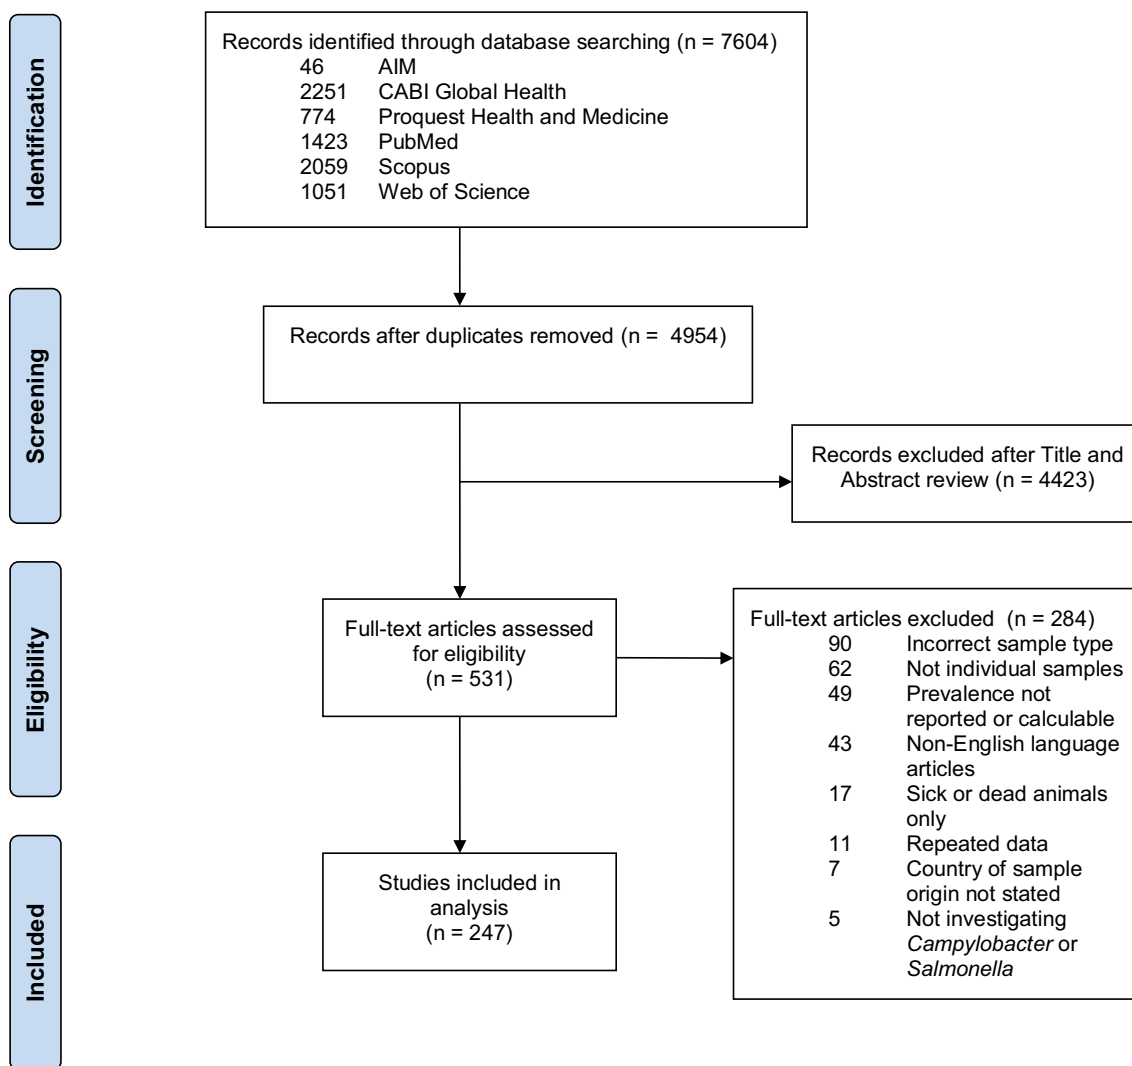 Identification
Records identified through database searching (n = 7604)
46 AIM
2251 CABI Global Health
774 Proquest Health and Medicine
1423 PubMed
2059 Scopus
1051 Web of Science
Screening
Records after duplicates removed (n = 4954)
Records excluded after Title and
Abstract review (n = 4423)
Eligibility
Full-text articles assessed
for eligibility
(n = 531)
Full-text articles excluded (n = 284)
90 Incorrect sample type
62 Not individual samples
49 Prevalence not
reported or calculable
43 Non-English language
articles
17 Sick or dead animals
only
11 Repeated data
7 Country of sample
origin not stated
5 Not investigating
Campylobacter or
Salmonella
Included
Studies included in
analysis
(n = 247)